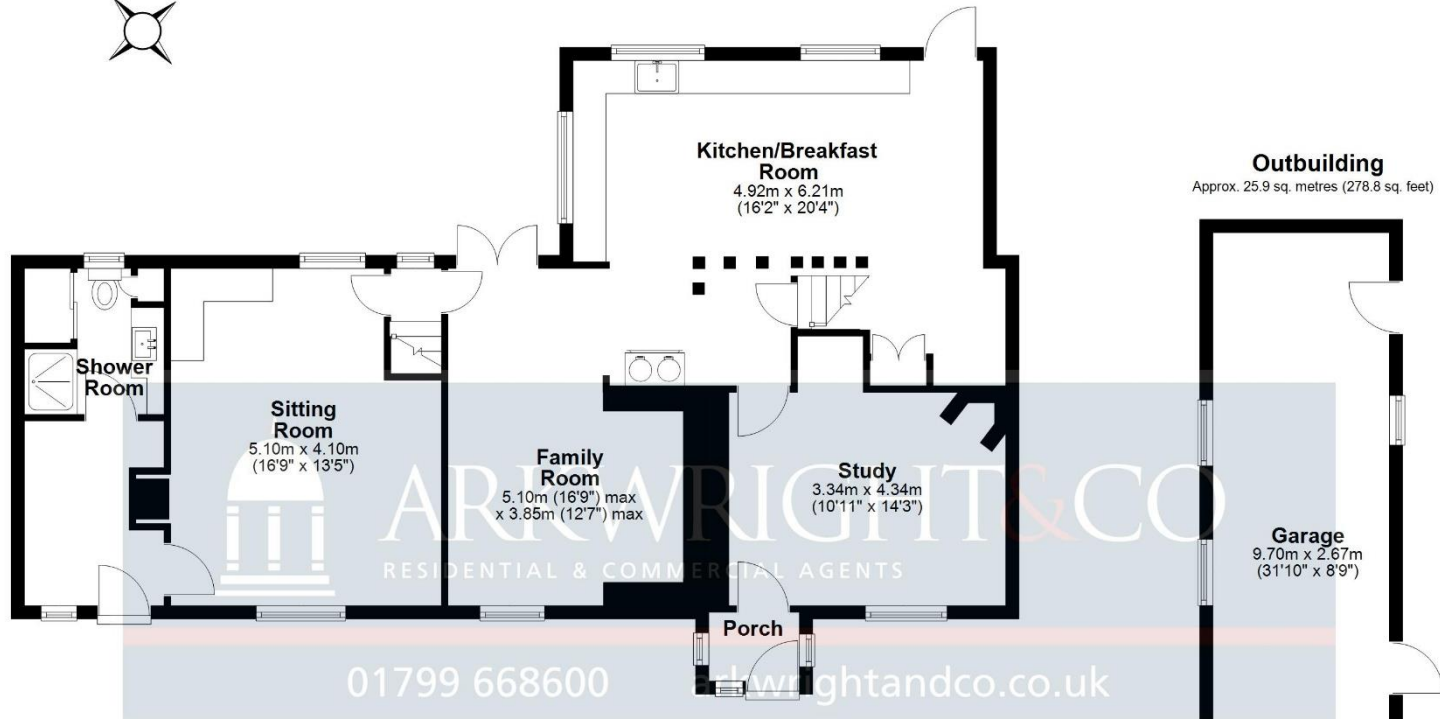 Kitchen/Breakfast
Room
4.92m x 6.21m
(16'2" x 20'4")
Outbuilding
Approx. 25.9 sq. metres (278.8 sq. feet)
Shower
Room
Sitting
Room
5.10m x 4.10m
(16'9" x 13'5")
Family
Room
5.10m (16'9") max
x 3.85m (12'7") max
Study
3.34m x 4.34m
(10'11" x 14'3")
Garage
9.70m x 2.67m
(31'10" x 8'9")
ARKWRIGHT&CO
RESIDENTIAL & COMMERCIAL AGENTS
Porch
01799 668600 arkwrightandco.co.uk